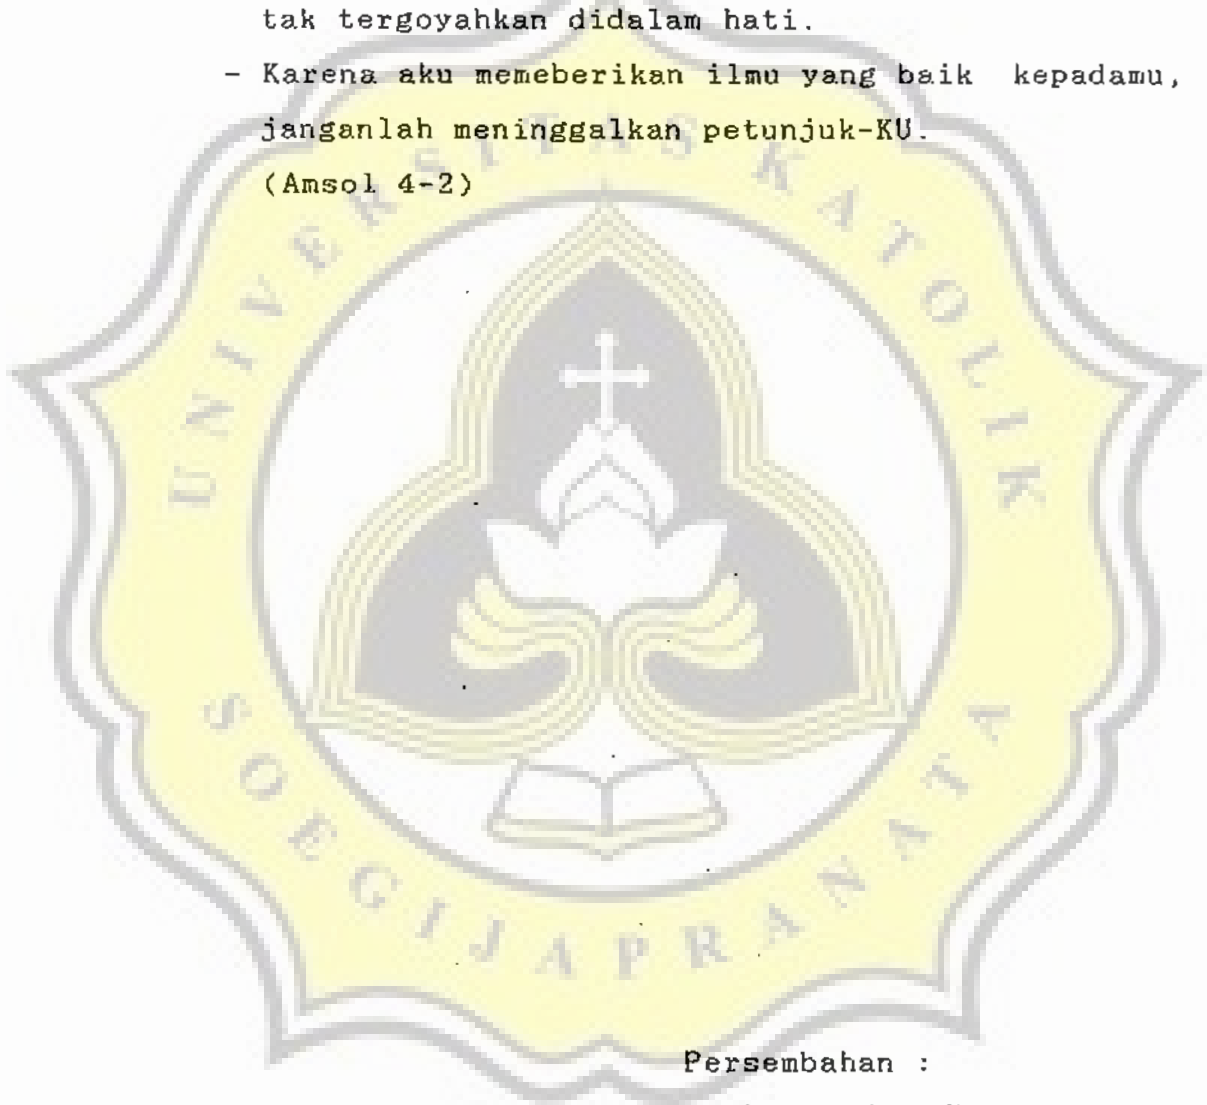 tak tergoyahkan didalam hati.
- Karena aku memeberikan ilmu yang baik kepadamu,
janganlah meninggalkan petunjuk-KU.
(Amsol 4-2)
UNIVERSITAS KATOLIK
SOEGIJAPRANATA
Persembahan :